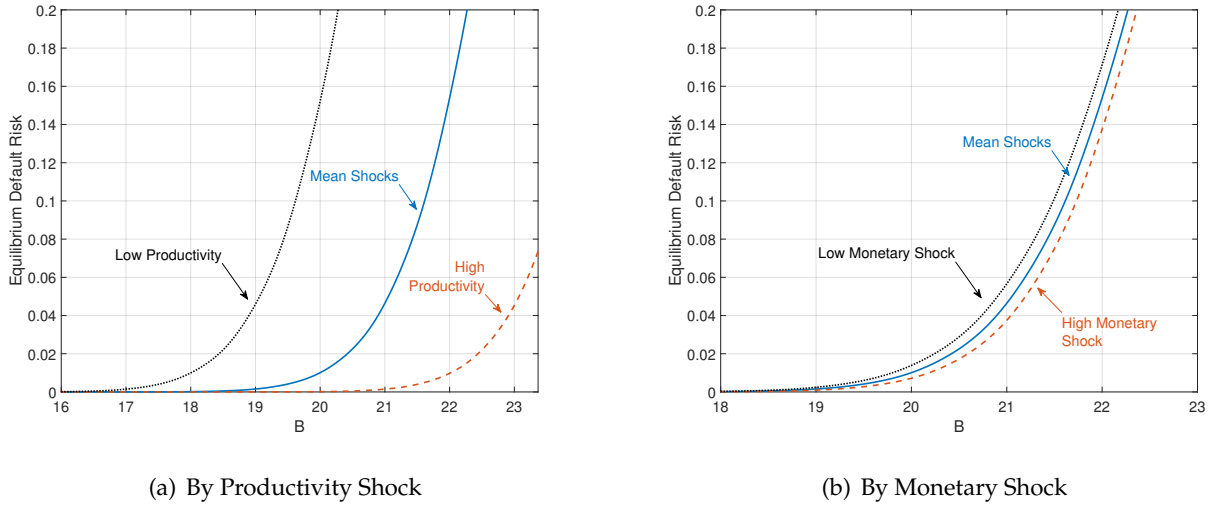 0.2
0.18
0.16
0.14
0.12
0.1
0.08
0.06
0.04
0.02
0
Equilibrium Default Risk
Mean Shocks
Low Productivity
High
Productivity
16 17 18 19 20 21 22 23
B
(a) By Productivity Shock
0.2
0.18
0.16
0.14
0.12
0.1
0.08
0.06
0.04
0.02
0
Equilibrium Default Risk
Mean Shocks
Low Monetary Shock
High Monetary
Shock
18 19 20 21 22 23
B
(b) By Monetary Shock